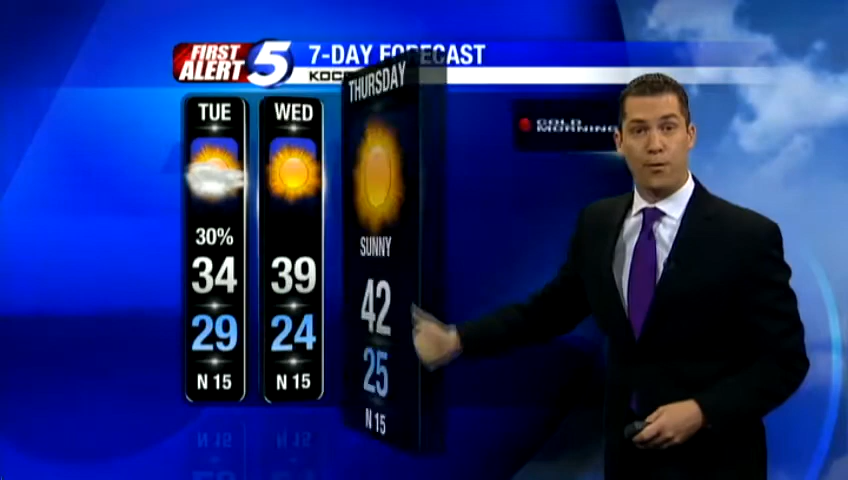 FIRST
ALERT 5
7-DAY FORECAST
KOC
TUE
30%
34
29
N 15
WED
39
24
N 15
THURSDAY
SUNNY
42
25
N 15
COLD
MORNING